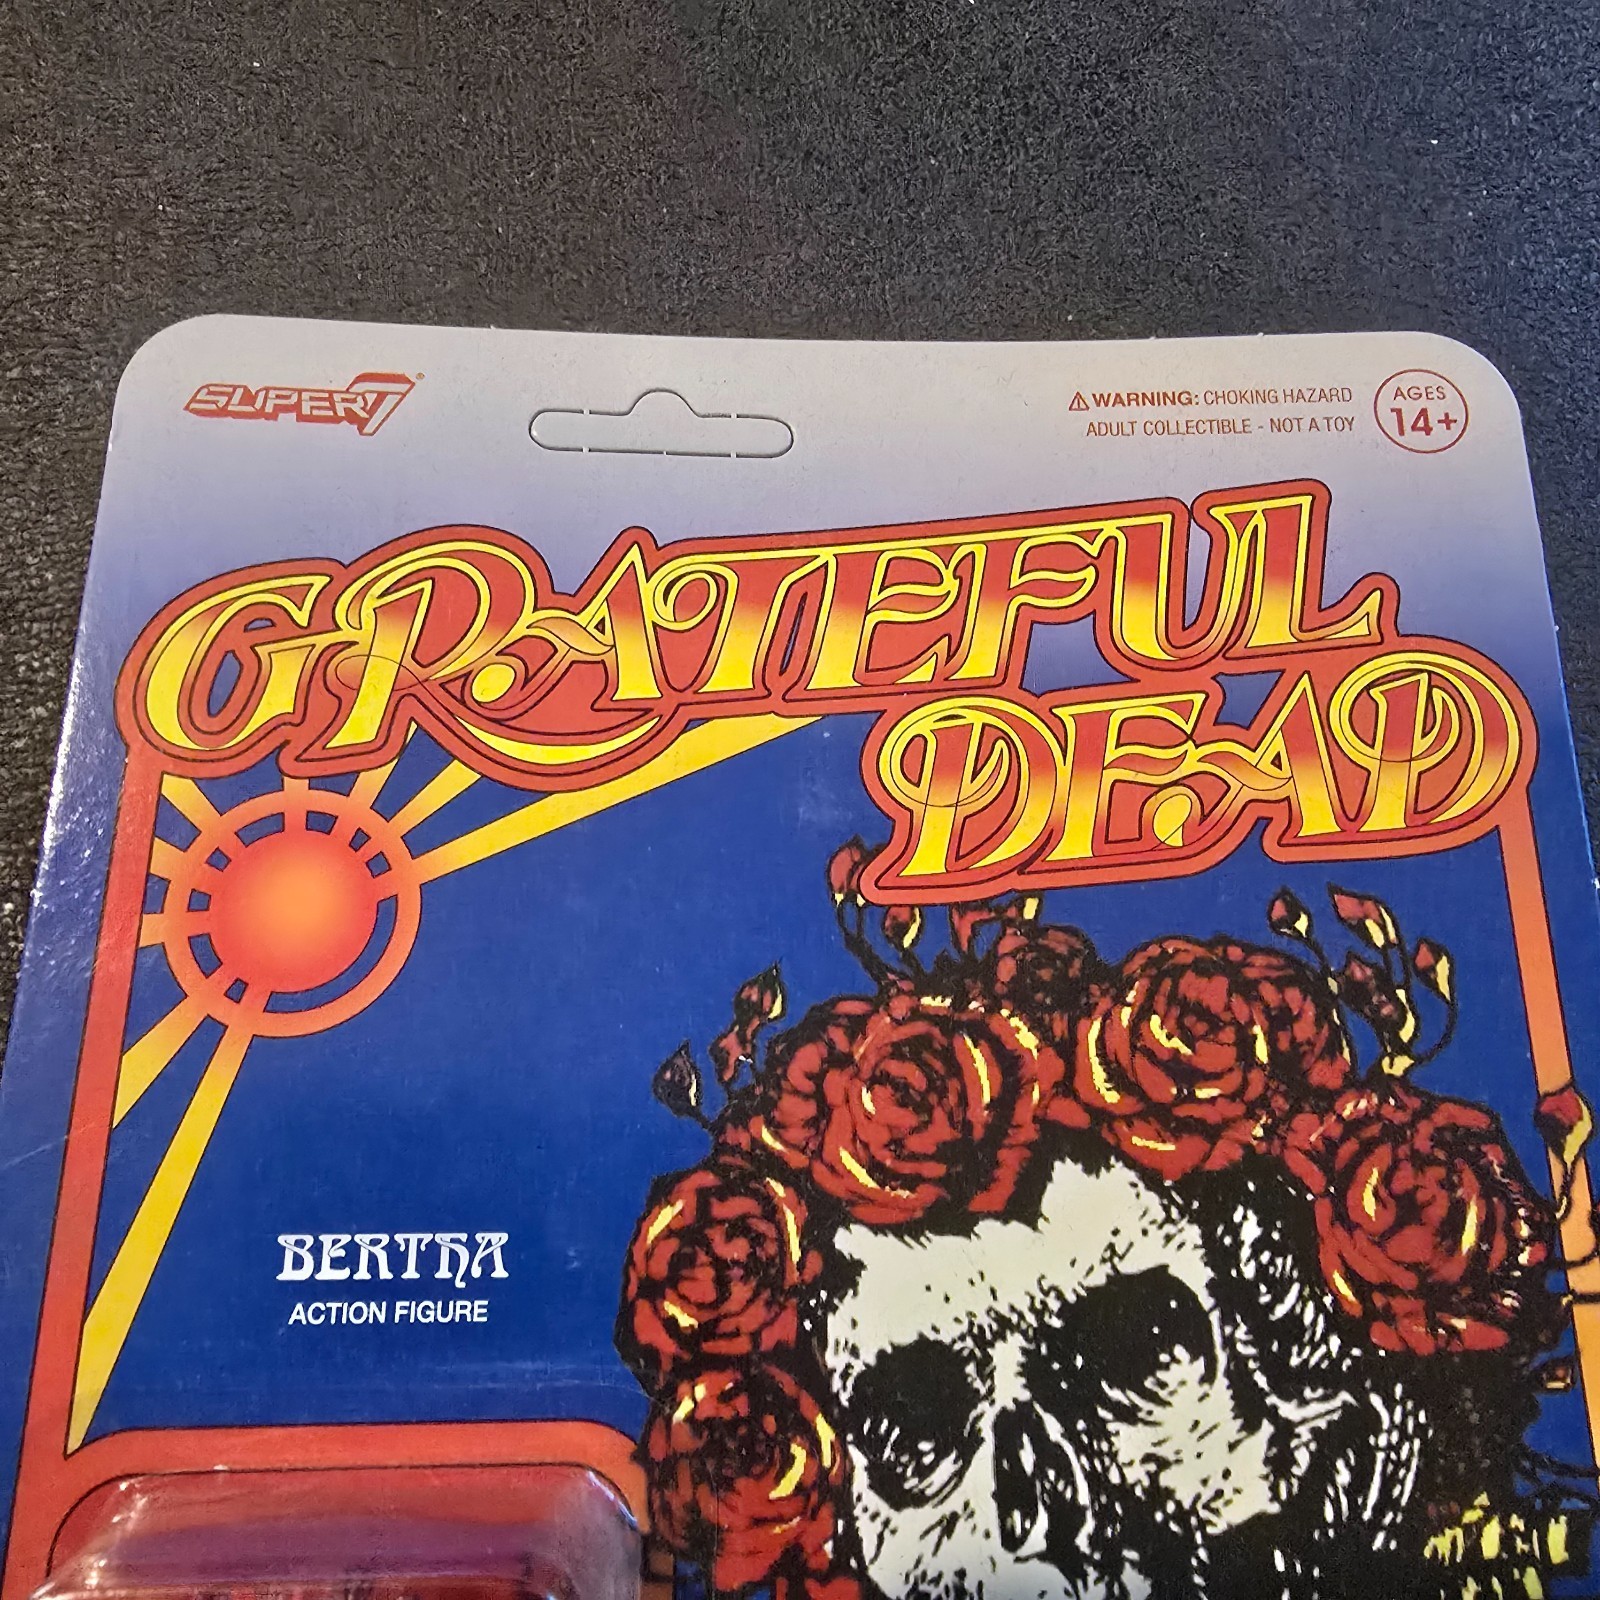 SUPER7®
⚠ WARNING: CHOKING HAZARD
ADULT COLLECTIBLE - NOT A TOY
AGES
14+
GRATEFUL
DEAD
BERTHA
ACTION FIGURE